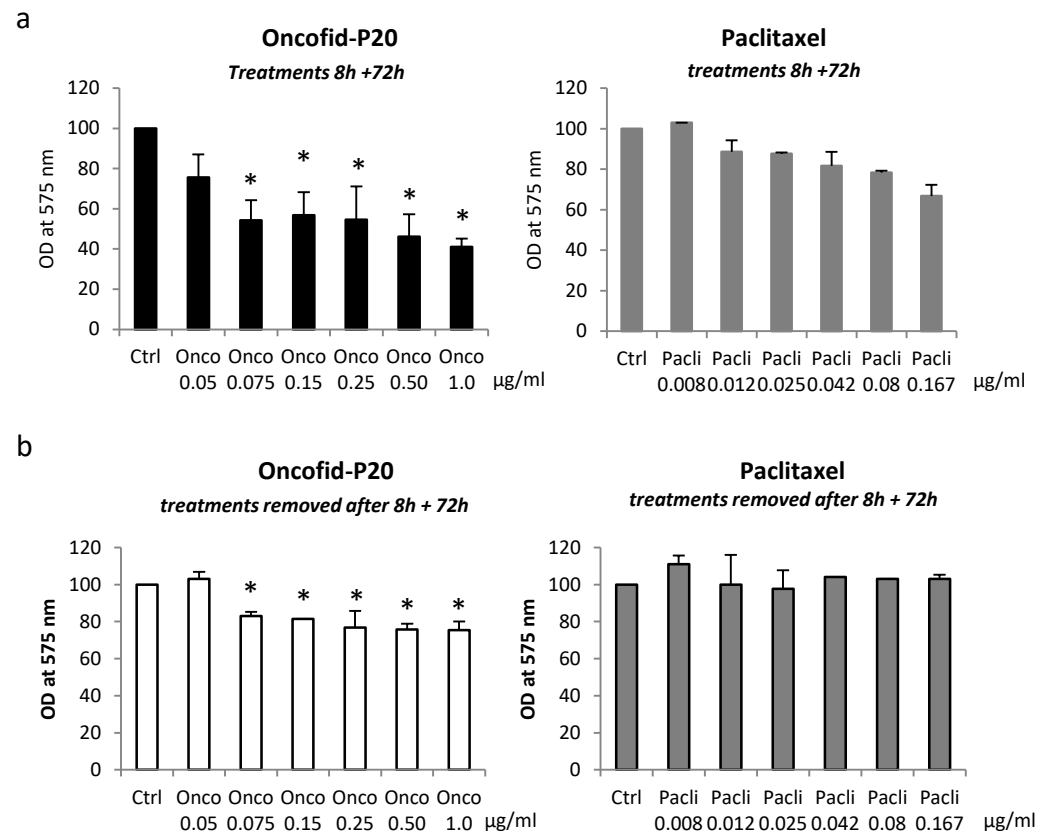 a
Oncofid-P20
Treatments 8h +72h
OD at 575 nm
120
100
80
60
40
20
0
* * * * *
Ctrl Onco Onco Onco Onco Onco Onco
0.05 0.075 0.15 0.25 0.50 1.0 µg/ml
Paclitaxel
treatments 8h +72h
OD at 575 nm
120
100
80
60
40
20
0
Ctrl Pacli Pacli Pacli Pacli Pacli Pacli
0.008 0.012 0.025 0.042 0.08 0.167
b
Oncofid-P20
treatments removed after 8h + 72h
OD at 575 nm
120
100
80
60
40
20
0
* * * * *
Ctrl Onco Onco Onco Onco Onco Onco
0.05 0.075 0.15 0.25 0.50 1.0 µg/ml
Paclitaxel
treatments removed after 8h + 72h
OD at 575 nm
120
100
80
60
40
20
0
Ctrl Pacli Pacli Pacli Pacli Pacli Pacli
0.008 0.012 0.025 0.042 0.08 0.167